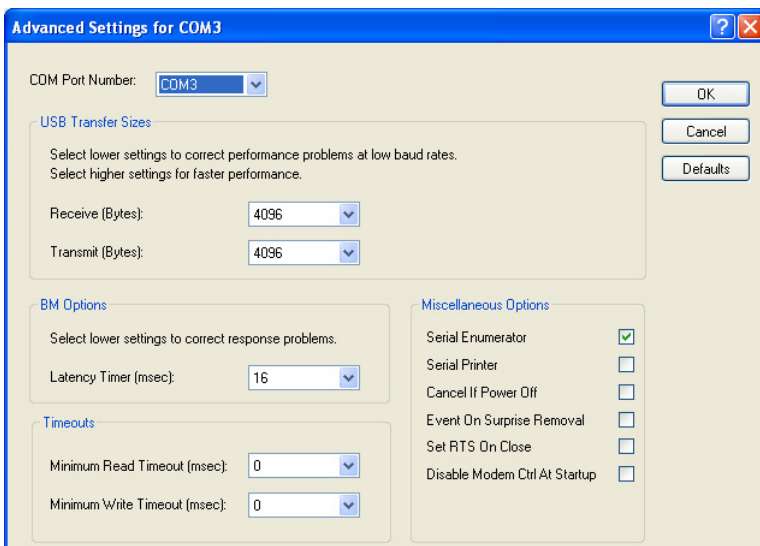 Advanced Settings for COM3
COM Port Number: COM3
OK
Cancel
Defaults
USB Transfer Sizes
Select lower settings to correct performance problems at low baud rates.
Select higher settings for faster performance.
Receive (Bytes): 4096
Transmit (Bytes): 4096
BM Options
Select lower settings to correct response problems.
Latency Timer (msec): 16
Timeouts
Minimum Read Timeout (msec): 0
Minimum Write Timeout (msec): 0
Miscellaneous Options
Serial Enumerator
Serial Printer
Cancel If Power Off
Event On Surprise Removal
Set RTS On Close
Disable Modem Ctrl At Startup